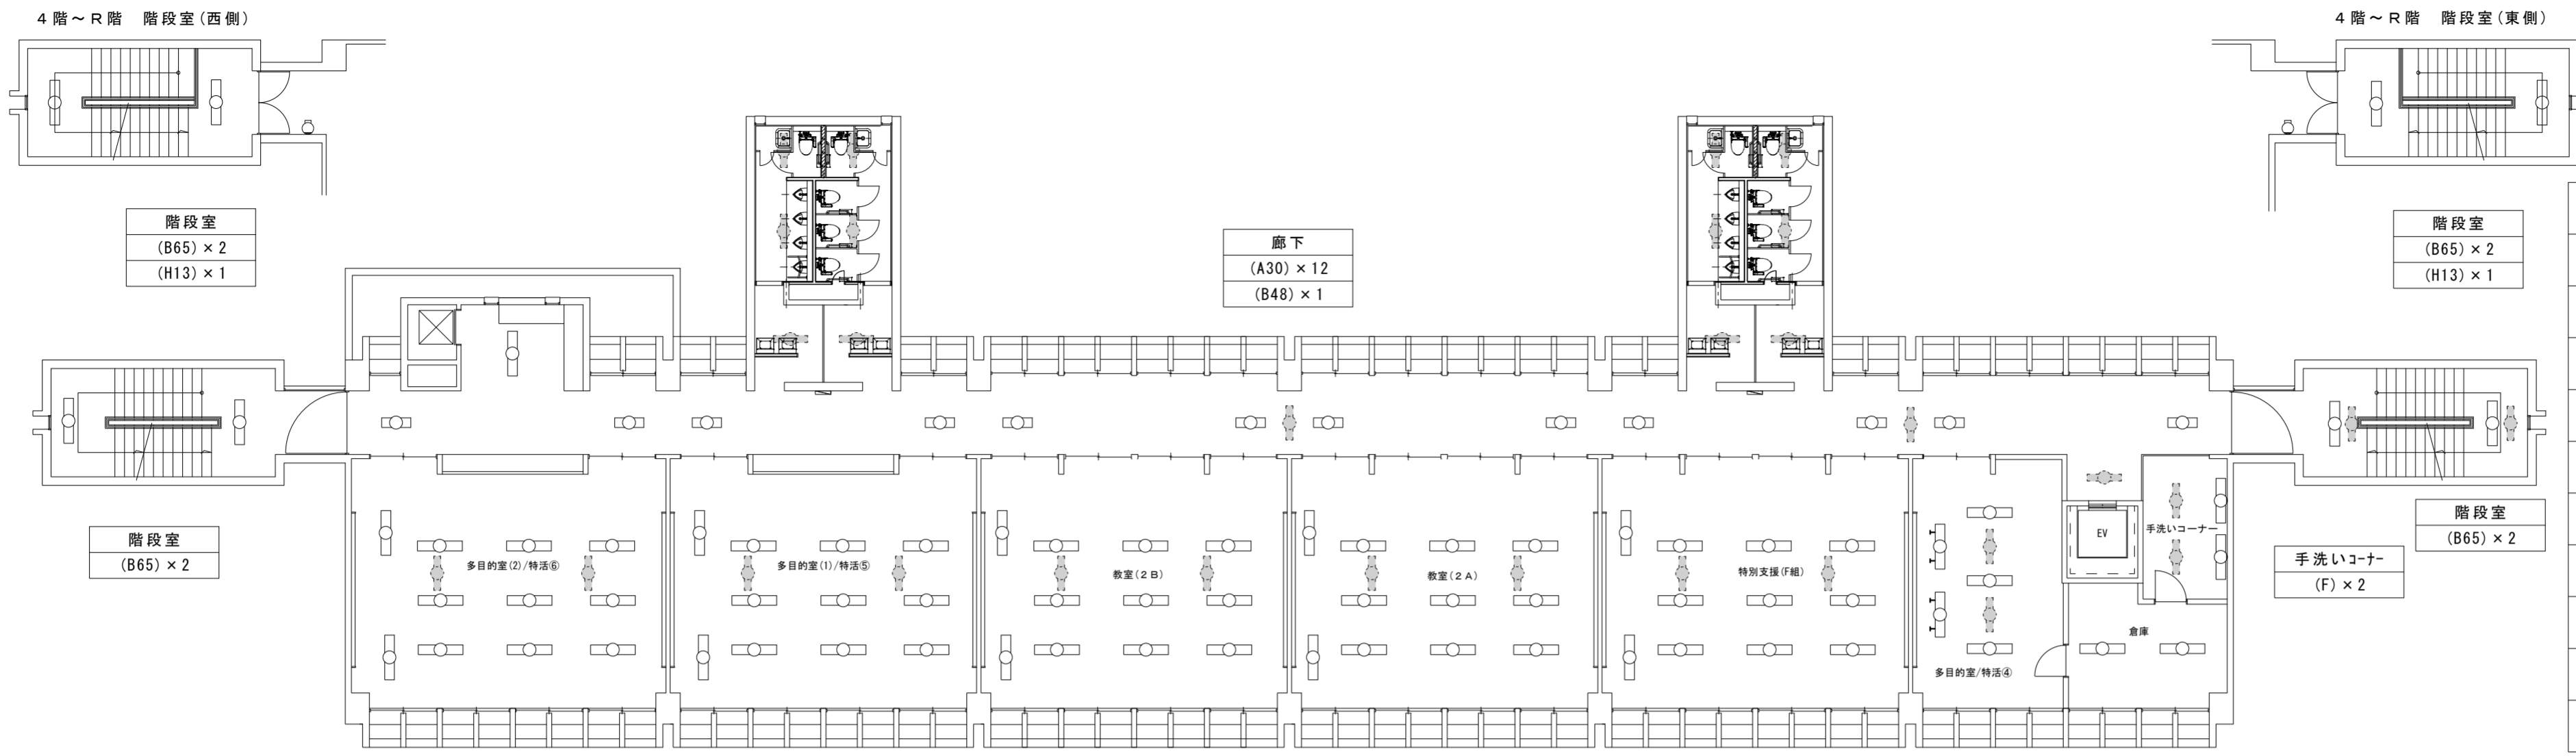 4階～R階 階段室(西側)
4階～R階 階段室(東側)
階段室
(B65)×2
(H13)×1
廊下
(A30)×12
(B48)×1
階段室
(B65)×2
(H13)×1
階段室
(B65)×2
多目的室(2)/特活⑥
多目的室(1)/特活⑤
教室(2B)
教室(2A)
特別支援(F組)
多目的室/特活④
EV
手洗いコーナー
倉庫
手洗いコーナー
(F)×2
階段室
(B65)×2